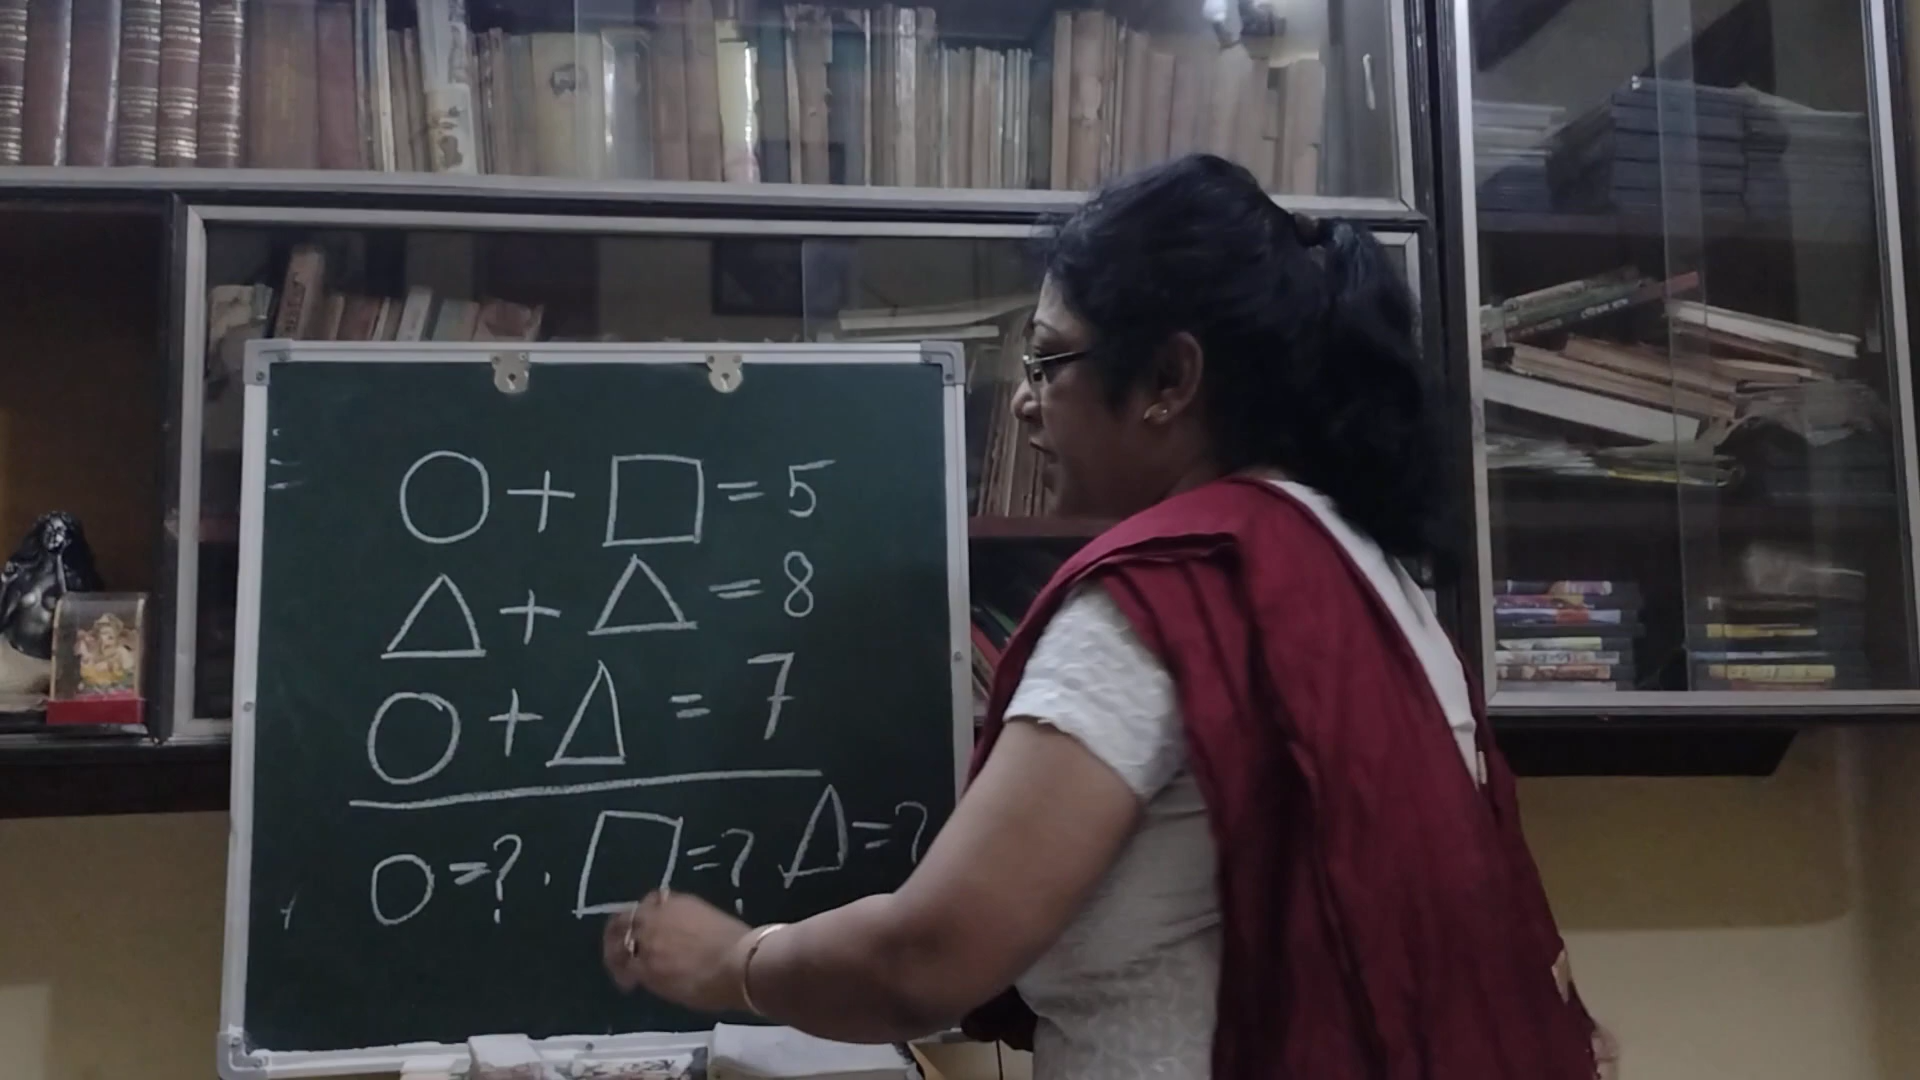 ○ + □ = 5
△ + △ = 8
○ + △ = 7
○ = ? . □ = ? △ = ?